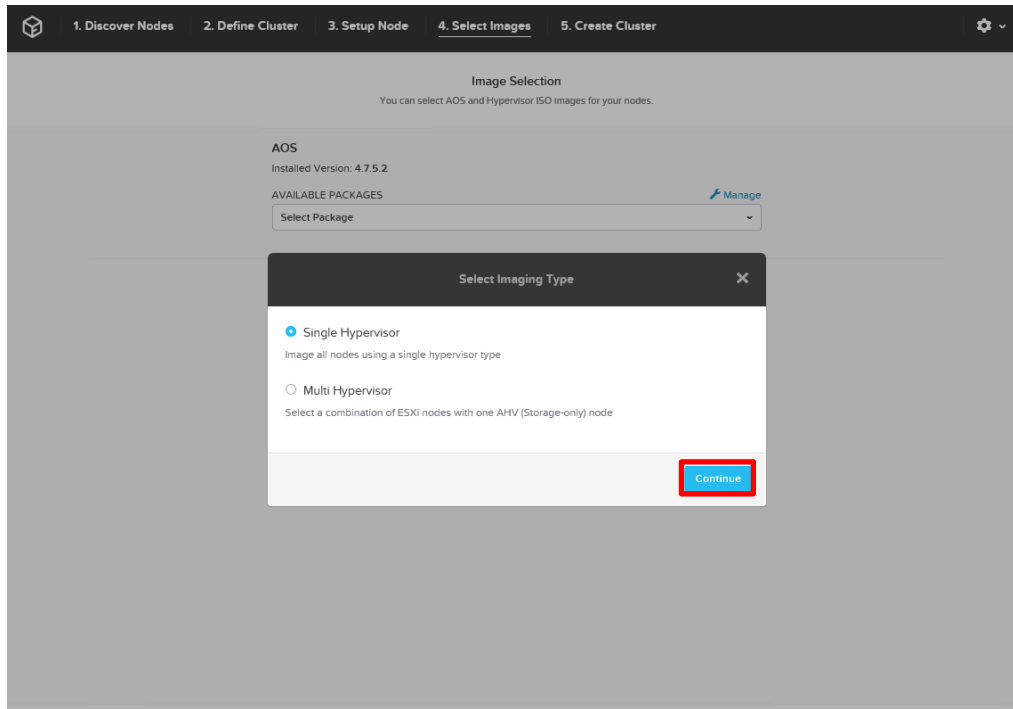 1. Discover Nodes 2. Define Cluster 3. Setup Node 4. Select Images 5. Create Cluster
Image Selection
You can select AOS and Hypervisor ISO images for your nodes.
AOS
Installed Version: 4.7.5.2
AVAILABLE PACKAGES Manage
Select Package
Select Imaging Type
Single Hypervisor
Image all nodes using a single hypervisor type
Multi Hypervisor
Select a combination of ESXi nodes with one AHV (Storage-only) node
Continue